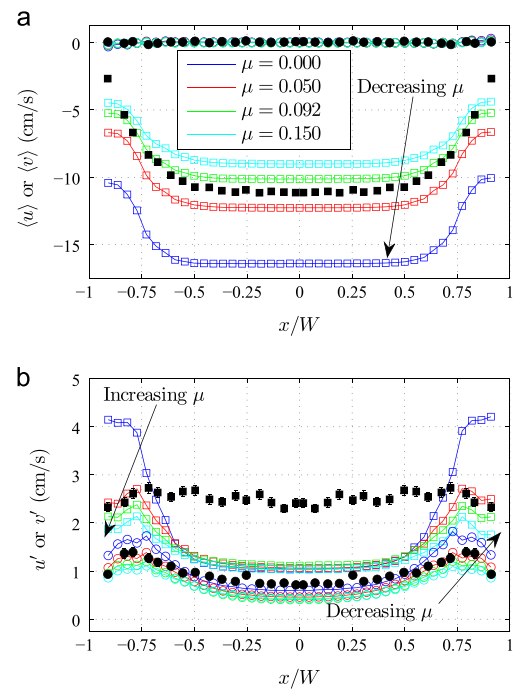 a
0
−5
−10
−15
⟨u⟩ or ⟨v⟩ (cm/s)
μ = 0.000
μ = 0.050
μ = 0.092
μ = 0.150
Decreasing μ
−1 −0.75 −0.5 −0.25 0 0.25 0.5 0.75 1
x/W
b
5
4
3
2
1
0
u′ or v′ (cm/s)
Increasing μ
Decreasing μ
−1 −0.75 −0.5 −0.25 0 0.25 0.5 0.75 1
x/W